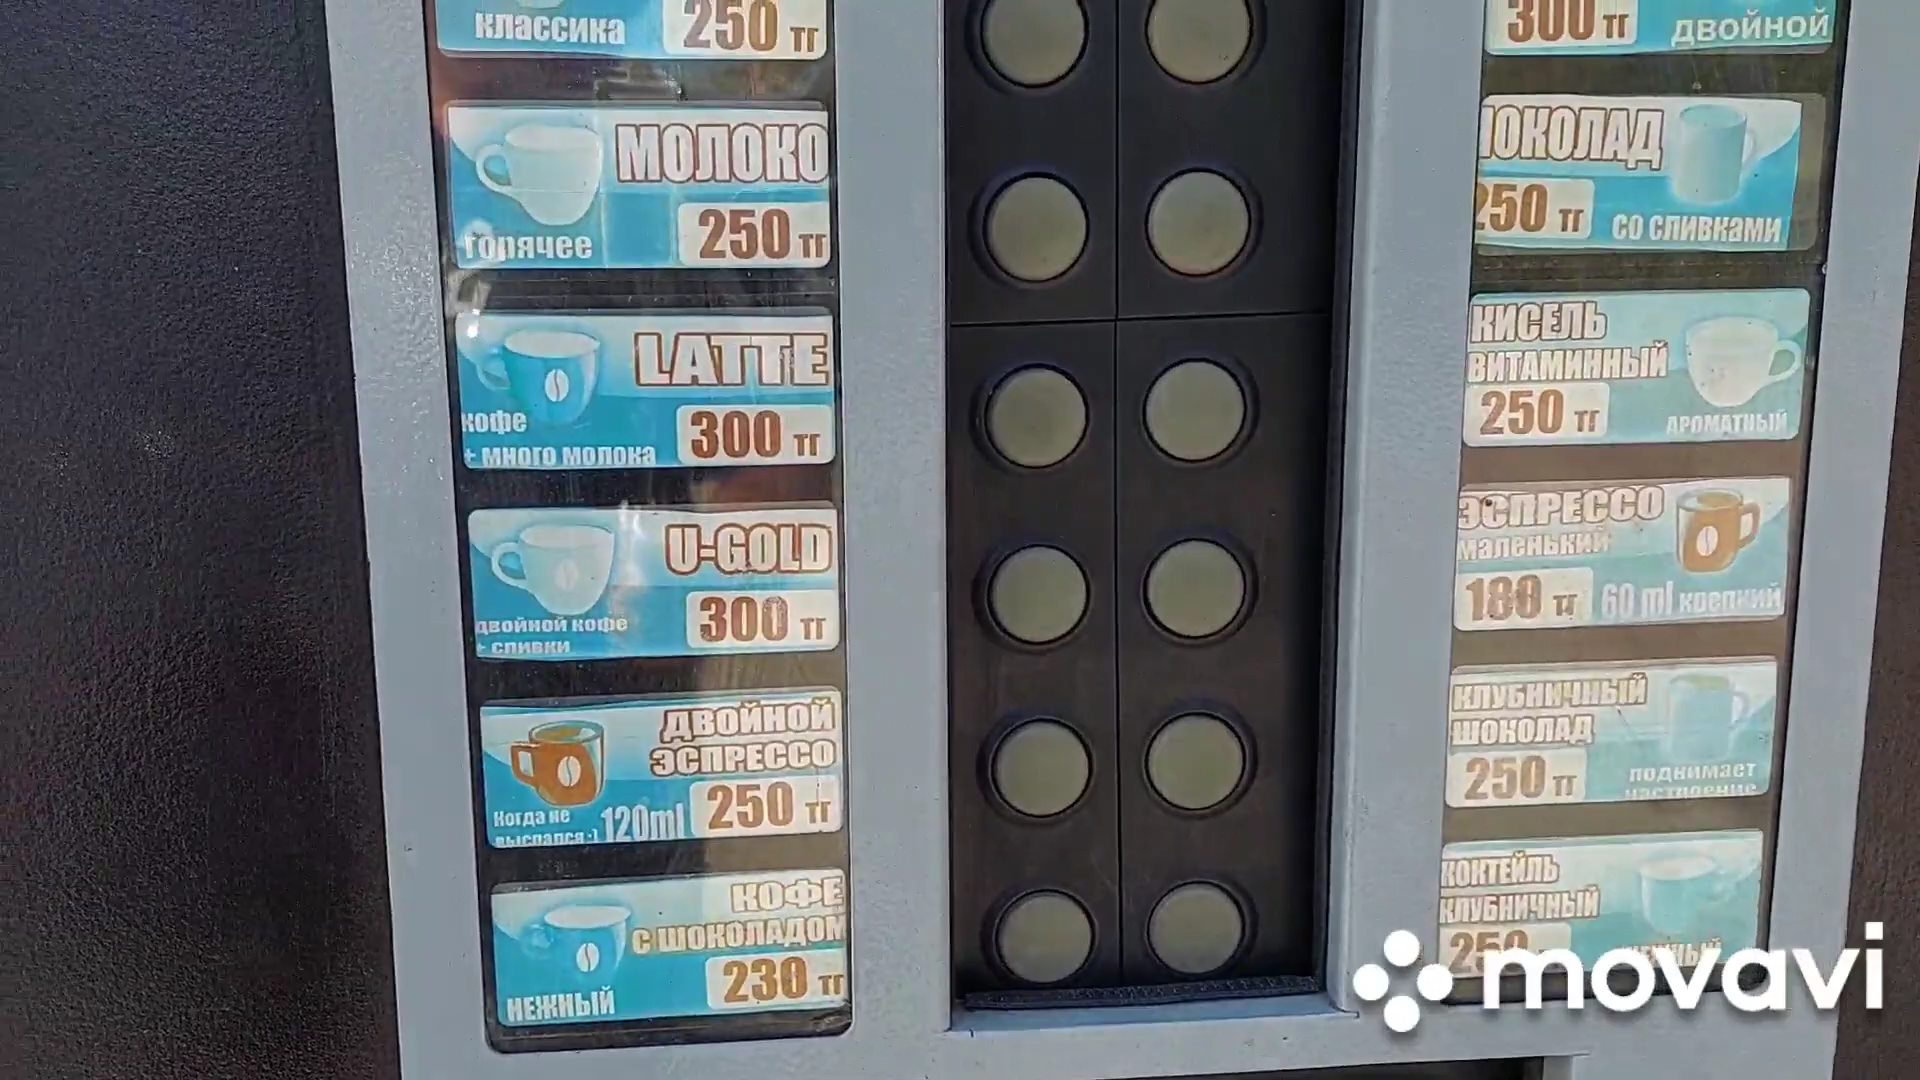 классика
250 тг
МОЛОКО
250 тг
горячее
LATTE
кофе
300 тг
+ много молока
U-GOLD
300 тг
двойной кофе
+ сливки
ДВОЙНОЙ
ЭСПРЕССО
250 тг
Когда не
выспался:)
120ml
КОФЕ
С ШОКОЛАДОМ
230 тг
НЕЖНЫЙ
300 тг
ДВОЙНОЙ
ШОКОЛАД
250 тг
СО СЛИВКАМИ
КИСЕЛЬ
ВИТАМИННЫЙ
250 тг
АРОМАТНЫЙ
ЭСПРЕССО
маленький
180 тг
60 ml крепкий
КЛУБНИЧНЫЙ
ШОКОЛАД
250 тг
поднимает
настроение
КОКТЕЙЛЬ
КЛУБНИЧНЫЙ
250
movavi